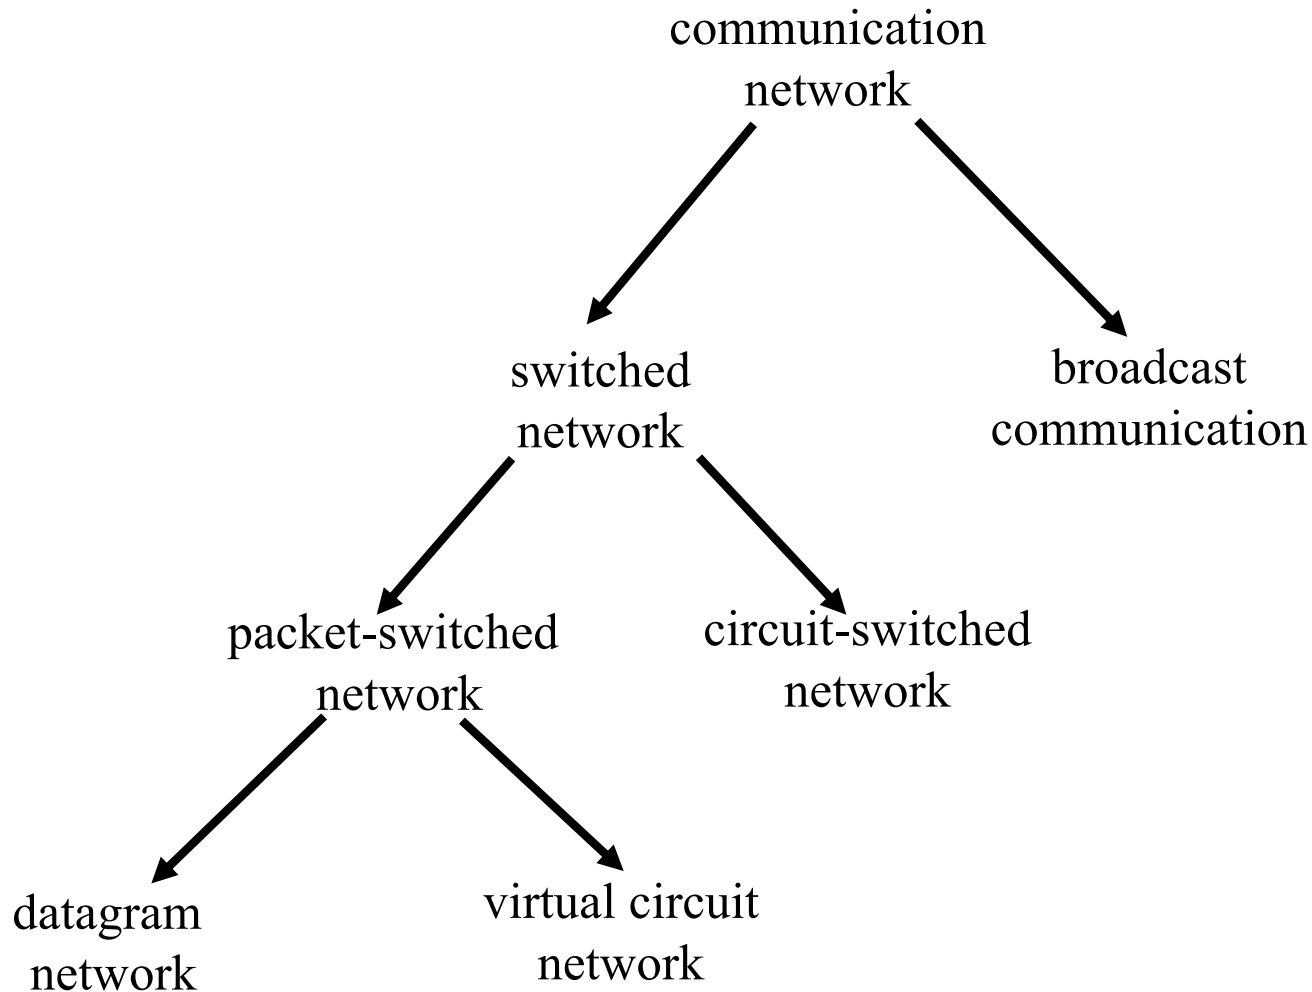 communication
network
switched
network
broadcast
communication
packet-switched
network
circuit-switched
network
datagram
network
virtual circuit
network